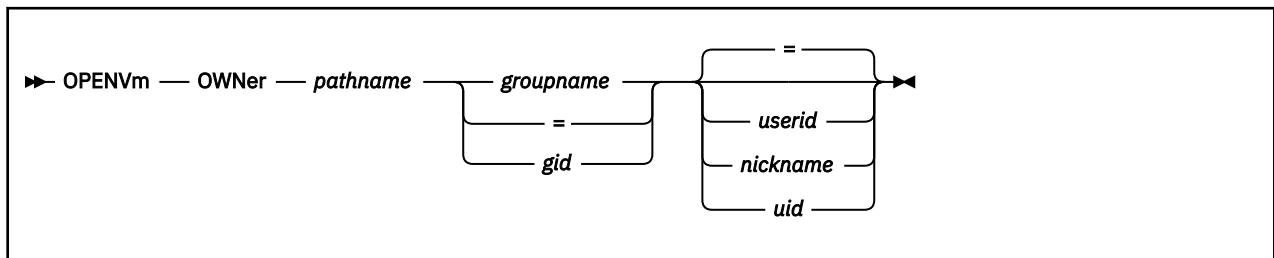 =
OPENVm OWNer pathname groupname
= userid
gid nickname
uid